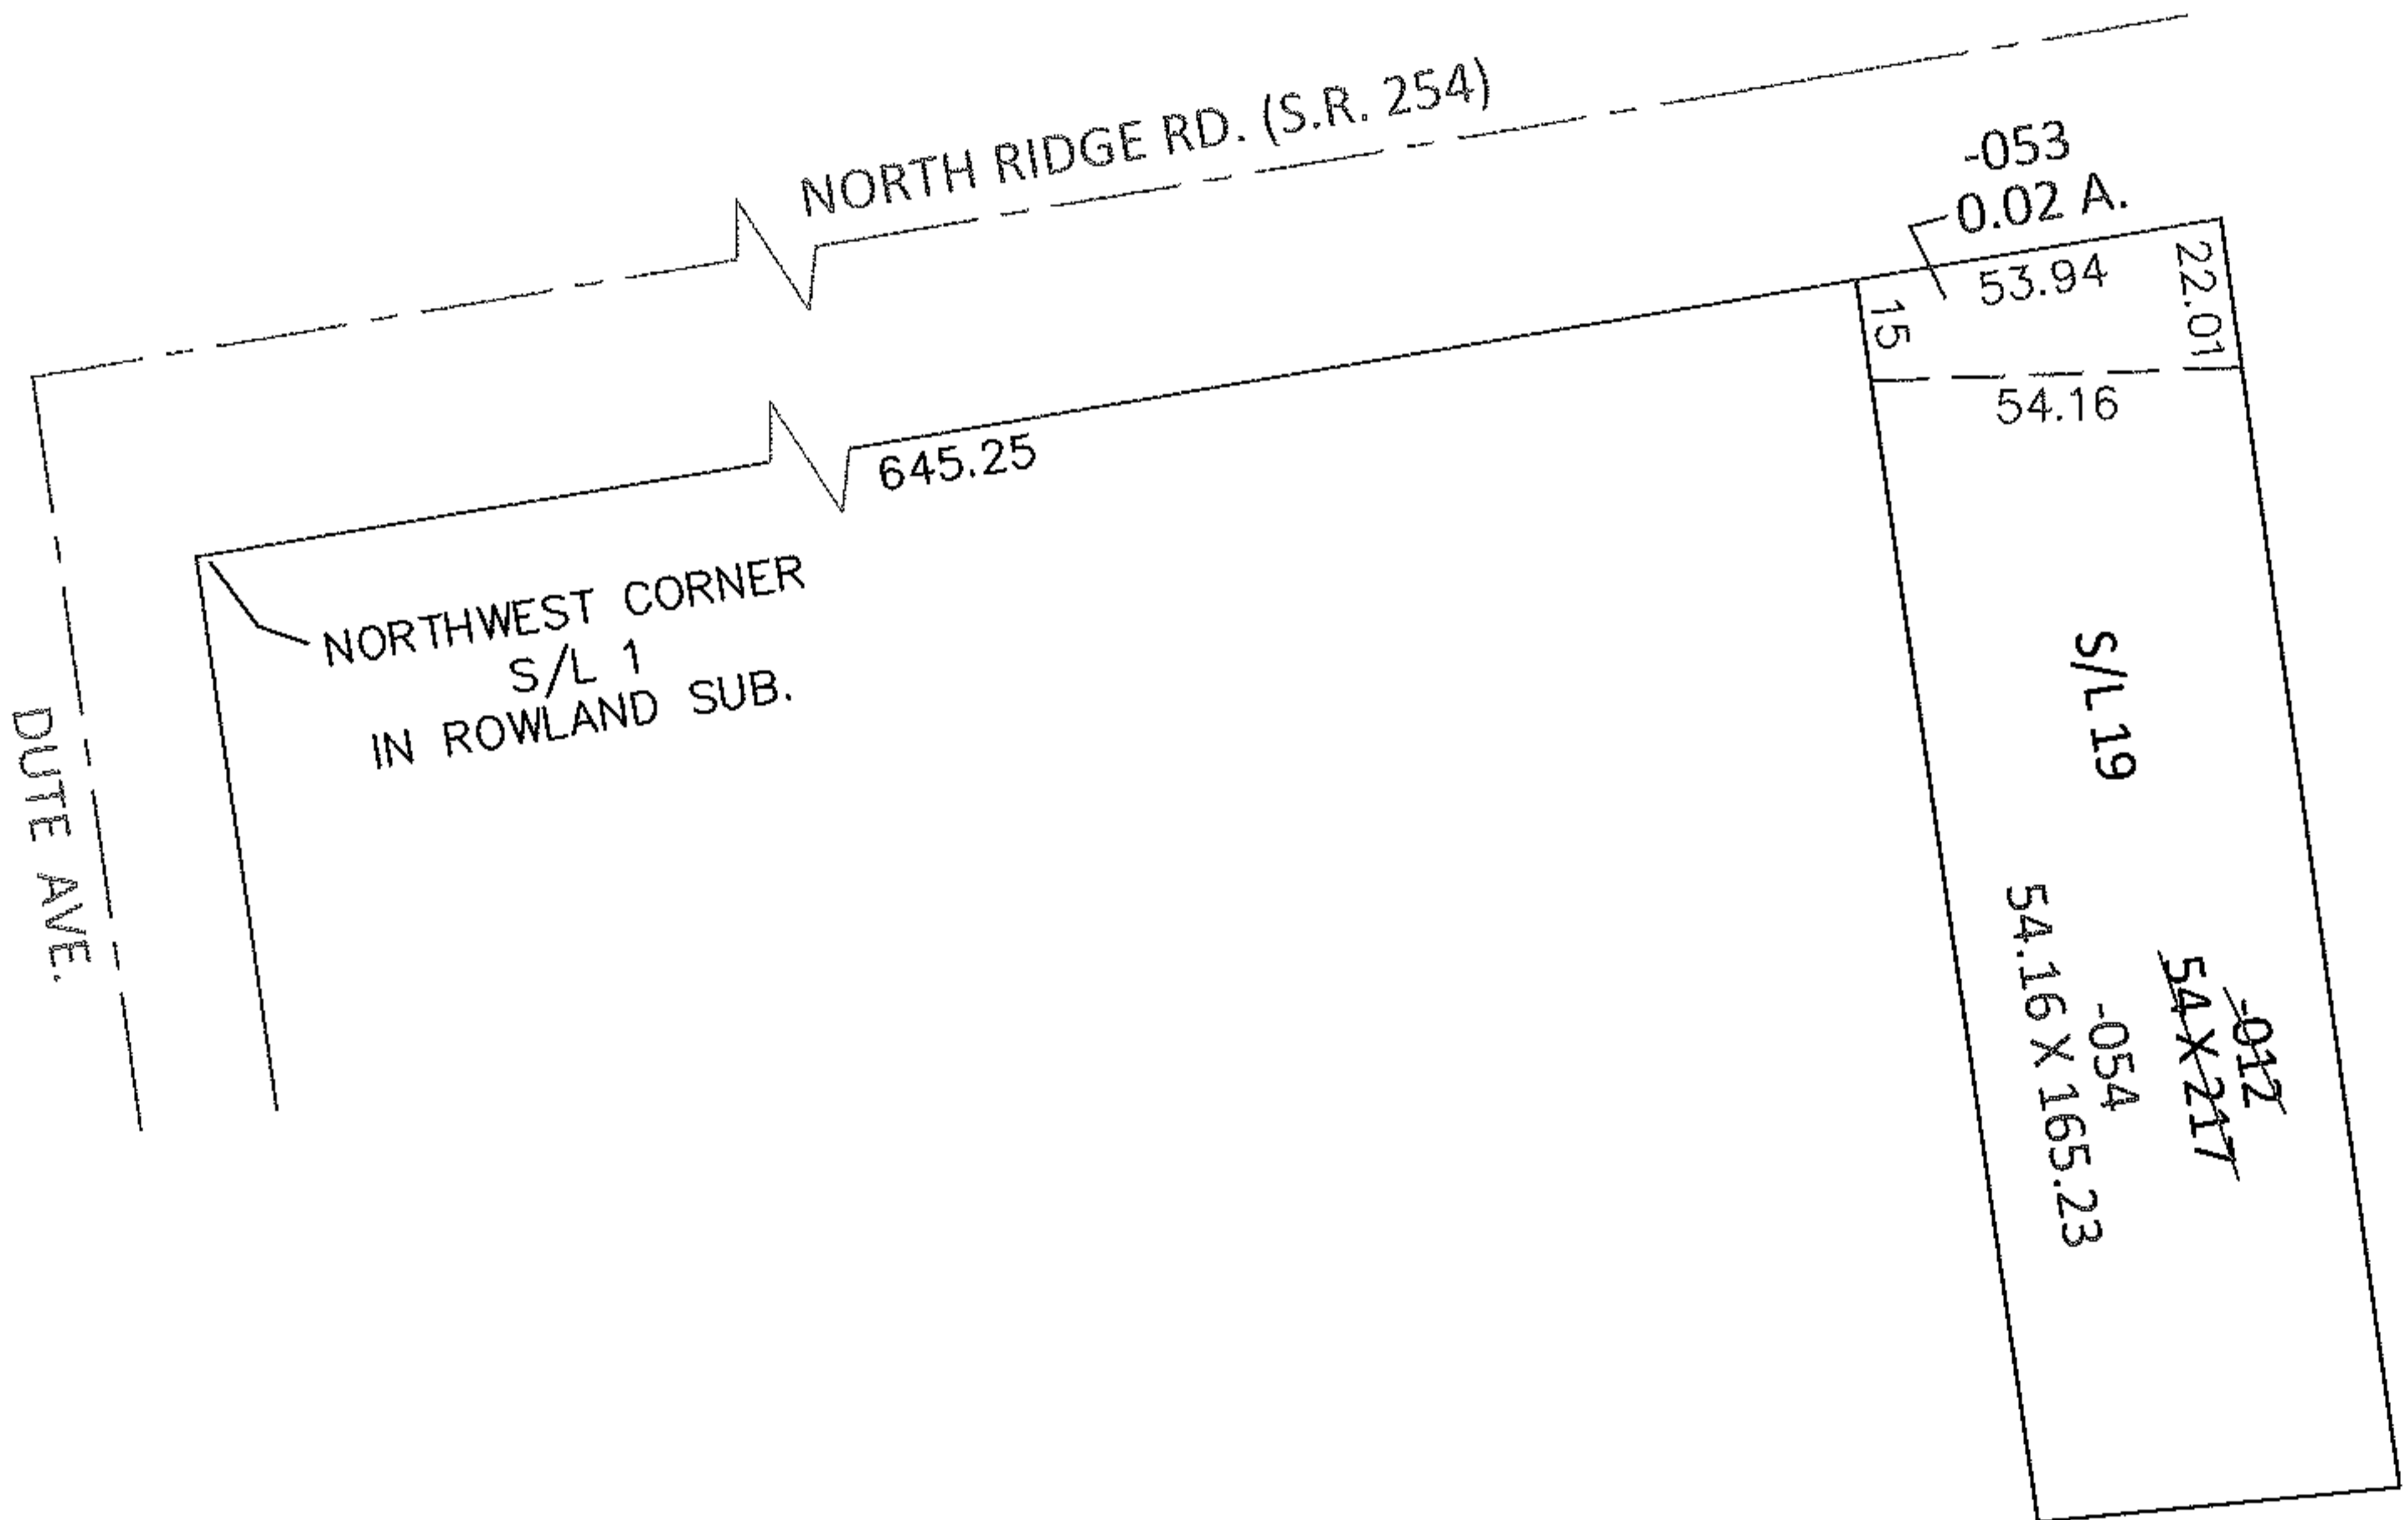 NORTH RIDGE RD. (S.R. 254)
-053
0.02 A.
53.94
22.01
15
54.16
645.25
NORTHWEST CORNER
S/L 1
IN ROWLAND SUB.
DUTE AVE.
S/L 19
-012
54 X 217
-054
54.16 X 165.23